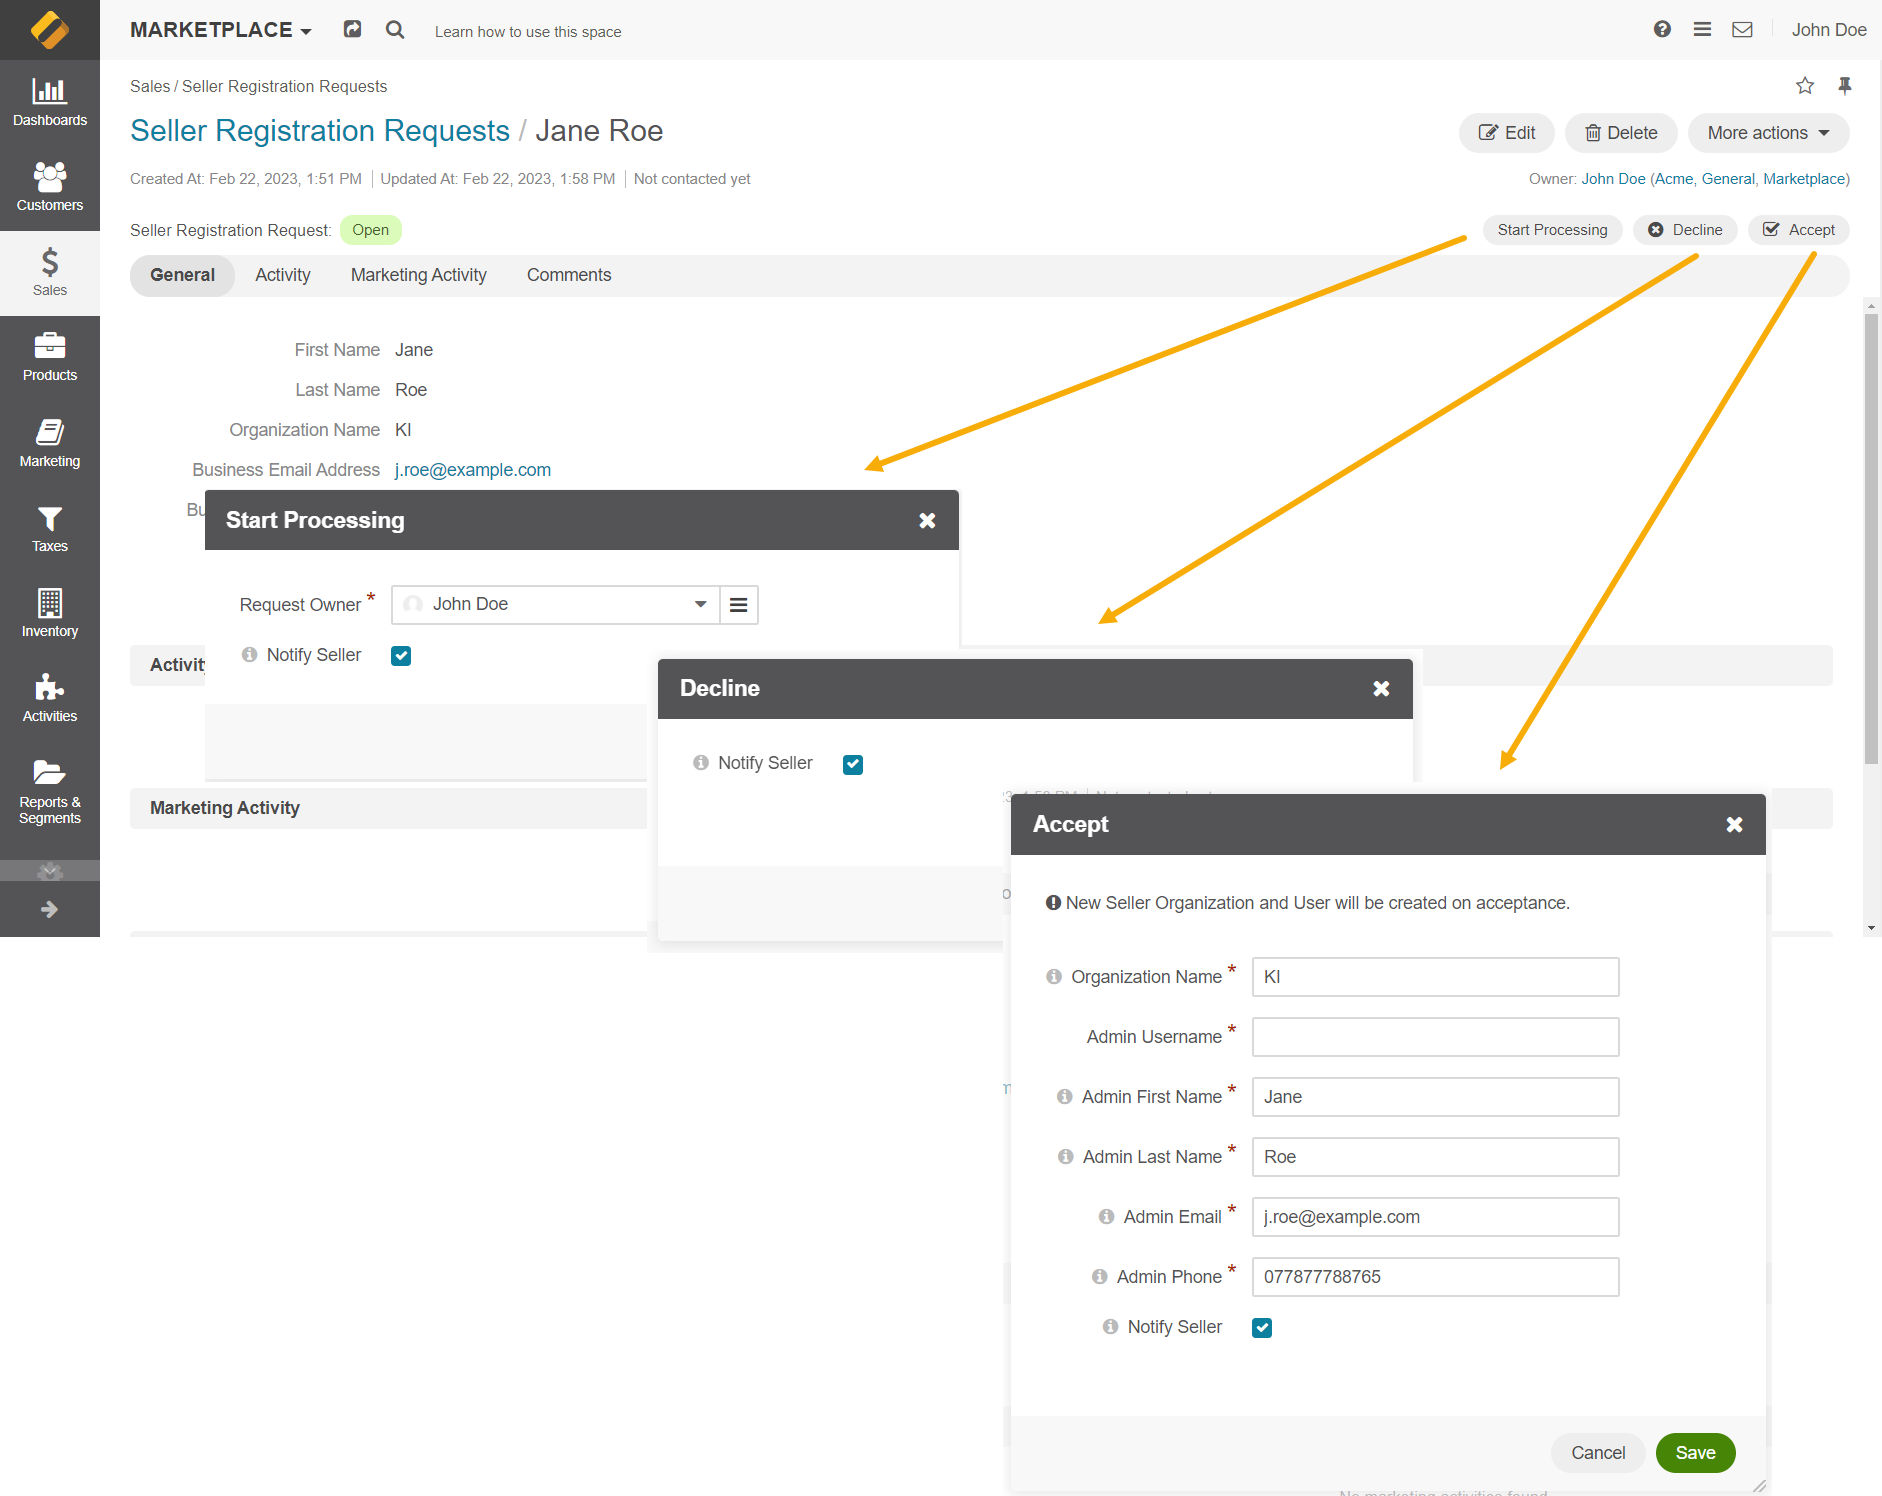 MARKETPLACE
Learn how to use this space
John Doe
Dashboards
Customers
Sales
Products
Marketing
Taxes
Inventory
Activities
Reports &
Segments
Sales / Seller Registration Requests
Seller Registration Requests / Jane Roe
Edit
Delete
More actions
Created At: Feb 22, 2023, 1:51 PM
Updated At: Feb 22, 2023, 1:58 PM
Not contacted yet
Owner: John Doe (Acme, General, Marketplace)
Seller Registration Request: Open
Start Processing
Decline
Accept
General
Activity
Marketing Activity
Comments
First Name Jane
Last Name Roe
Organization Name KI
Business Email Address j.roe@example.com
Bu
Start Processing
Request Owner * John Doe
Notify Seller
Activity
Marketing Activity
Decline
Notify Seller
Accept
New Seller Organization and User will be created on acceptance.
Organization Name * KI
Admin Username *
Admin First Name * Jane
Admin Last Name * Roe
Admin Email * j.roe@example.com
Admin Phone * 077877788765
Notify Seller
Cancel
Save